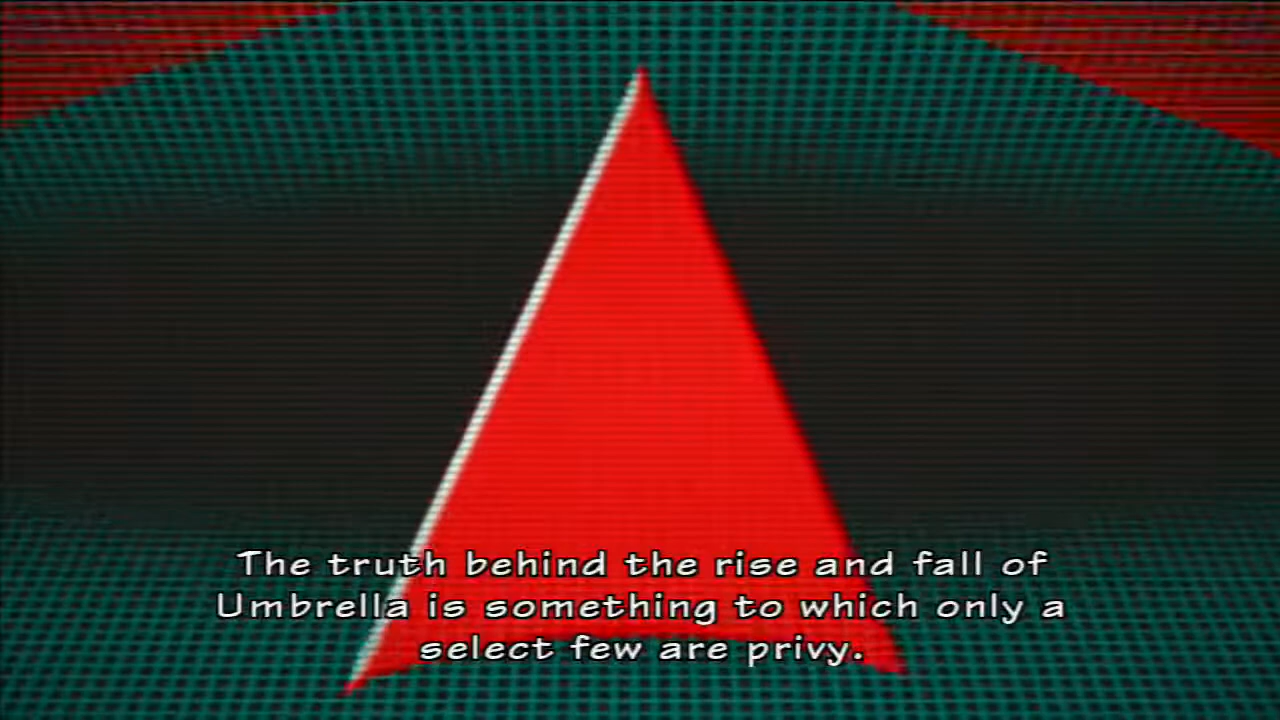 The truth behind the rise and fall of
Umbrella is something to which only a
select few are privy.